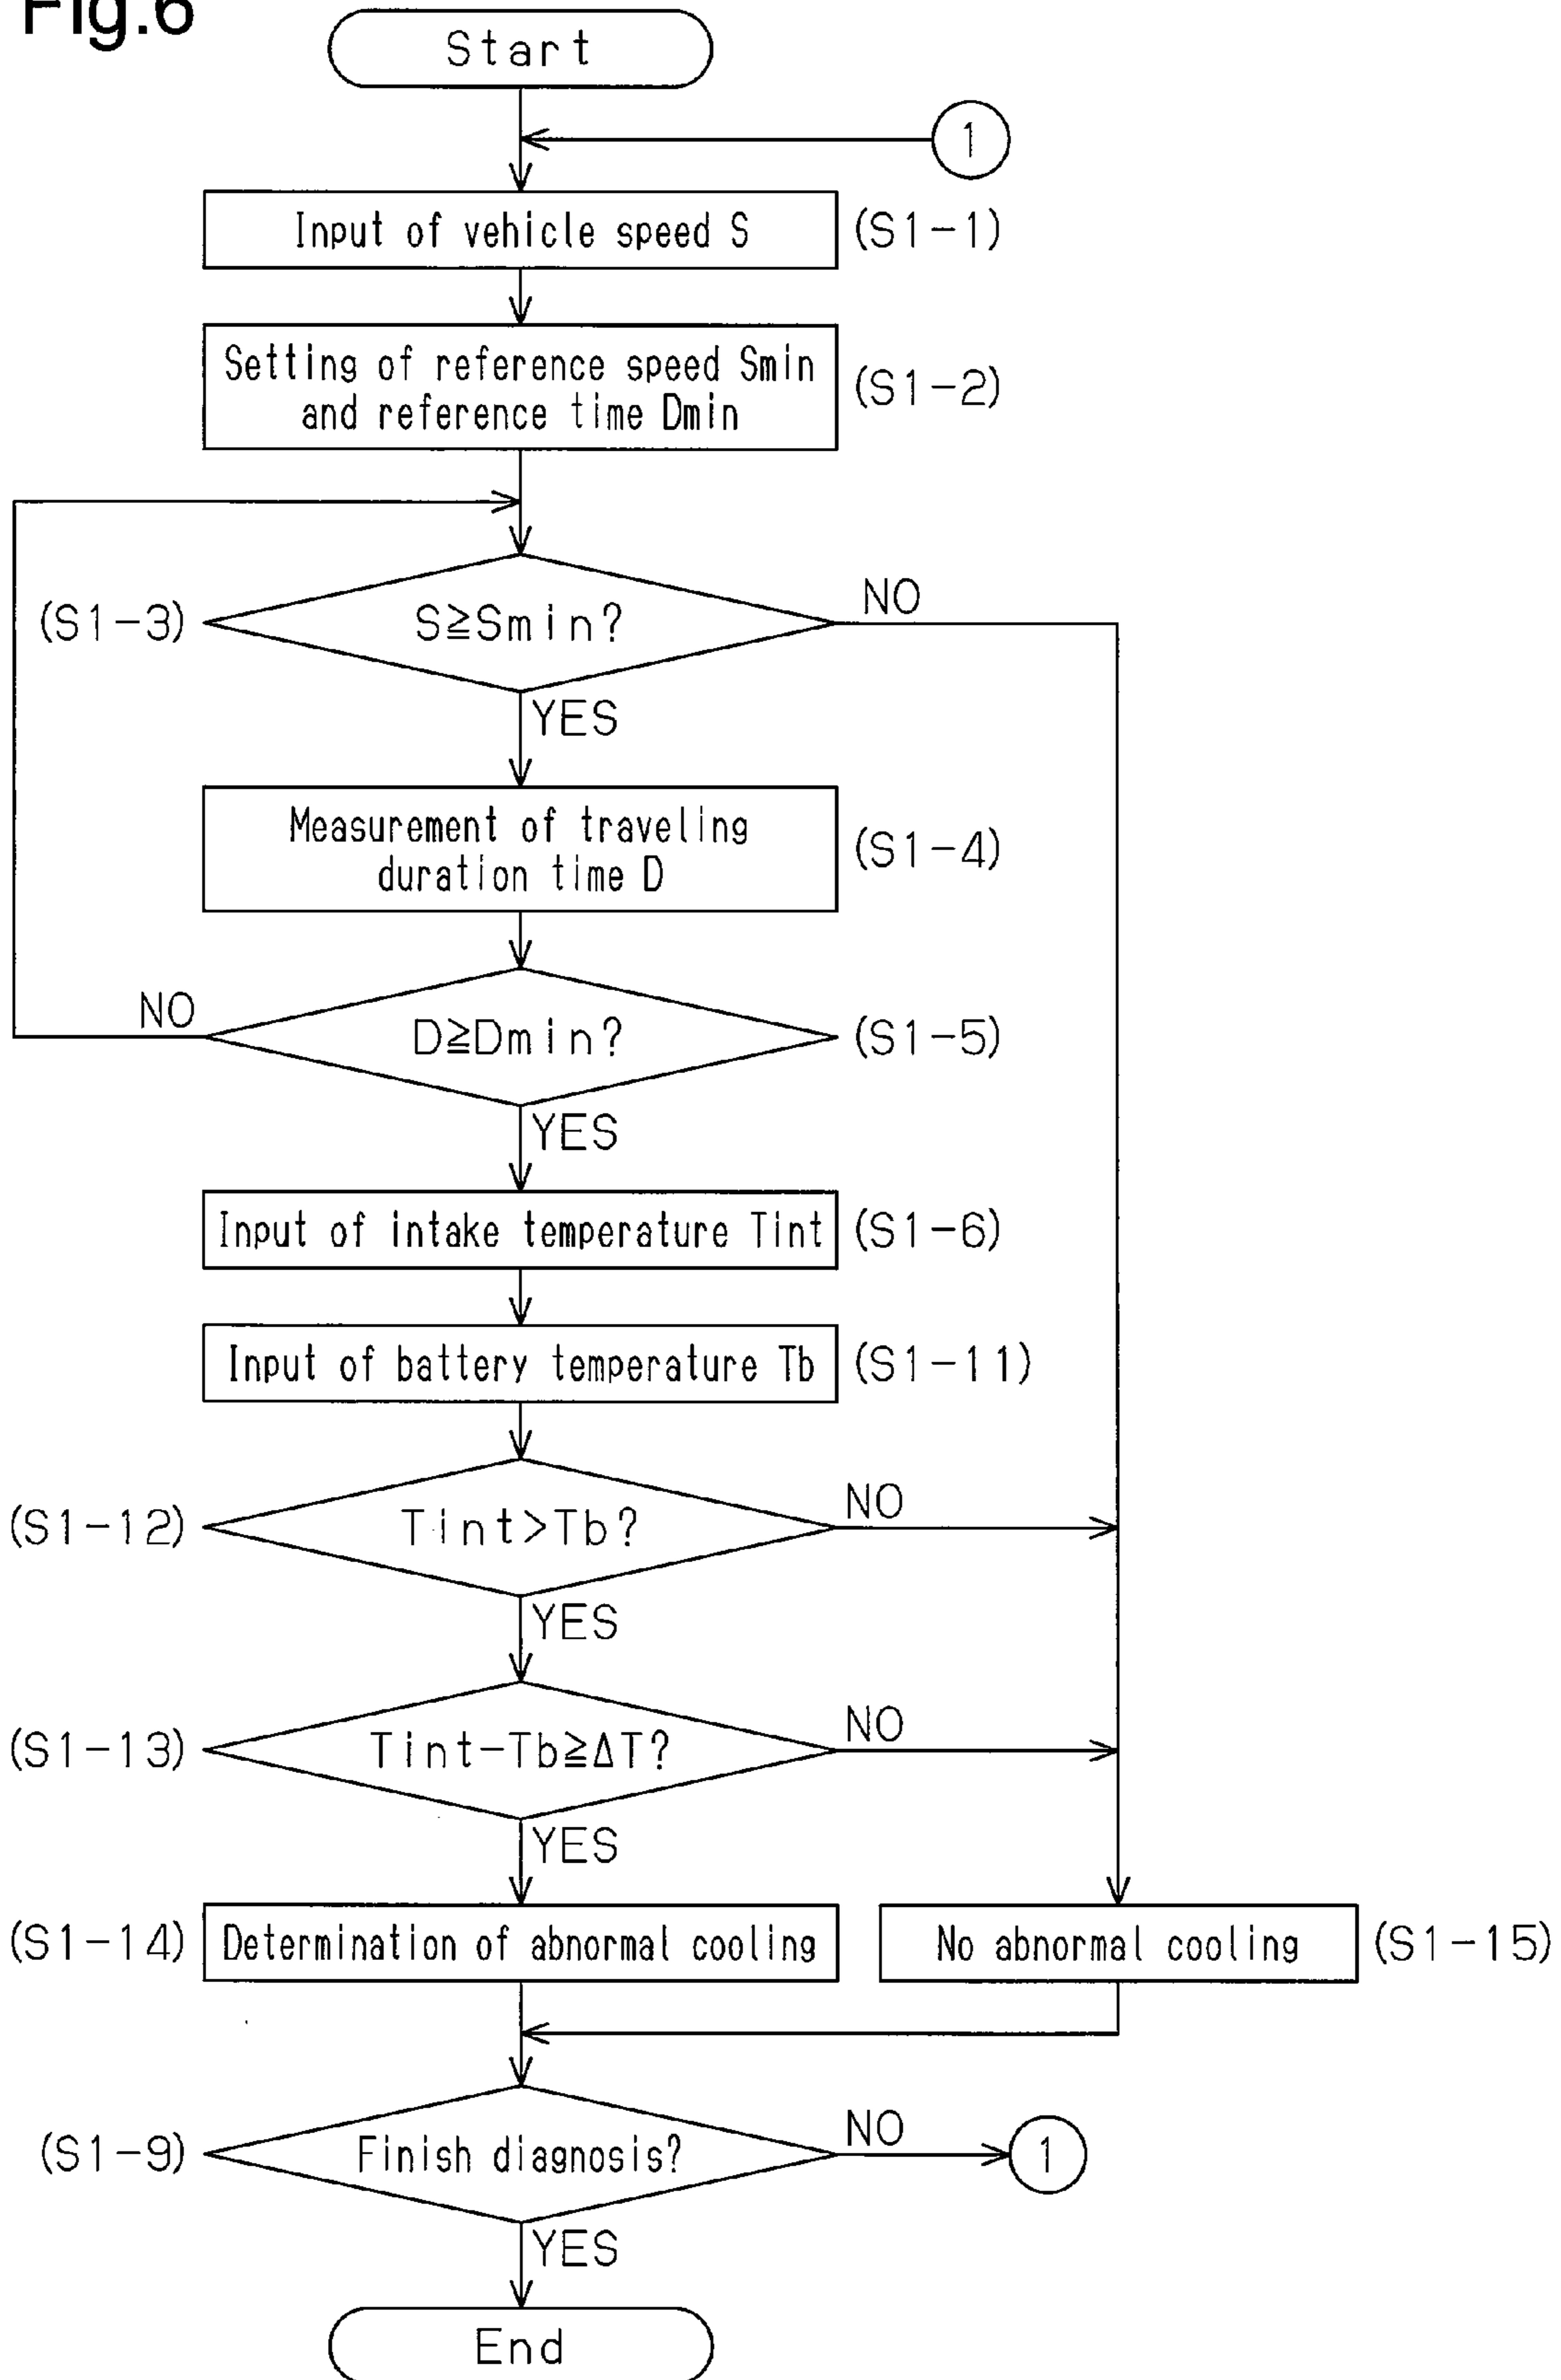 Fig.6
Start
1
Input of vehicle speed S
(S1-1)
Setting of reference speed Smin
and reference time Dmin
(S1-2)
(S1-3)
S≧Smin?
NO
YES
Measurement of traveling
duration time D
(S1-4)
NO
D≧Dmin?
(S1-5)
YES
Input of intake temperature Tint
(S1-6)
Input of battery temperature Tb
(S1-11)
(S1-12)
Tint>Tb?
NO
YES
(S1-13)
Tint-Tb≧ΔT?
NO
YES
(S1-14)
Determination of abnormal cooling
No abnormal cooling
(S1-15)
(S1-9)
Finish diagnosis?
NO
1
YES
End